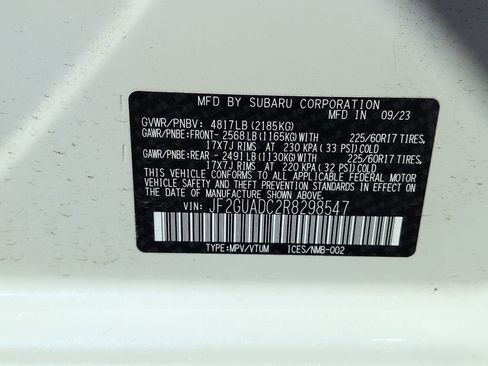 MFD BY SUBARU CORPORATION
MFD IN 09/23
GVWR/PNBV: 4817LB (2185KG)
GAWR/PNBE:FRONT- 2568LB (1165KG)WITH 225/60R17 TIRES,
17X7J RIMS AT 230 KPA ( 33 PSI)COLD
GAWR/PNBE:REAR - 2491LB (1130KG)WITH 225/60R17 TIRES,
17X7J RIMS AT 220 KPA ( 32 PSI)COLD
THIS VEHICLE CONFORMS TO ALL APPLICABLE FEDERAL MOTOR
VEHICLE SAFETY AND THEFT PREVENTION STANDARDS IN
EFFECT ON THE DATE OF MANUFACTURE SHOWN ABOVE.
JF2GUADC2R8298547
TYPE:MPV/VTUM ICES/NMB-002